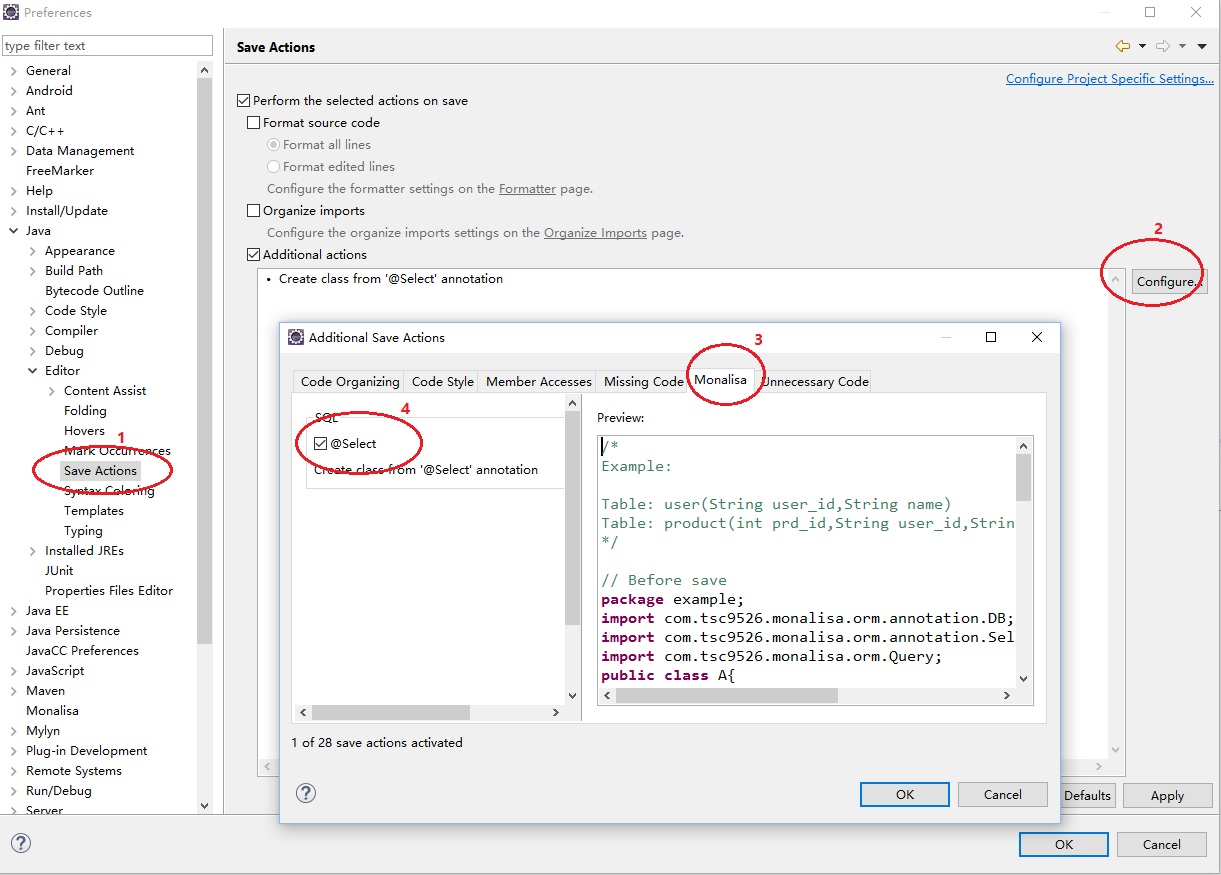 Preferences
type filter text
General
Android
Ant
C/C++
Data Management
FreeMarker
Help
Install/Update
Java
Appearance
Build Path
Bytecode Outline
Code Style
Compiler
Debug
Editor
Content Assist
Folding
Hovers
1
Mark Occurrences
Save Actions
Syntax Coloring
Templates
Typing
Installed JREs
JUnit
Properties Files Editor
Java EE
Java Persistence
JavaCC Preferences
JavaScript
Maven
Monalisa
Mylyn
Plug-in Development
Remote Systems
Run/Debug
Server
Save Actions
Configure Project Specific Settings...
Perform the selected actions on save
Format source code
Format all lines
Format edited lines
Configure the formatter settings on the Formatter page.
Organize imports
Configure the organize imports settings on the Organize Imports page.
Additional actions
• Create class from '@Select' annotation
2
Configure...
Additional Save Actions
3
Code Organizing Code Style Member Accesses Missing Code Monalisa Unnecessary Code
SQL
4
@Select
Create class from '@Select' annotation
Preview:
/*
Example:
Table: user(String user_id,String name)
Table: product(int prd_id,String user_id,Strin
*/
// Before save
package example;
import com.tsc9526.monalisa.orm.annotation.DB;
import com.tsc9526.monalisa.orm.annotation.Sel
import com.tsc9526.monalisa.orm.Query;
public class A{
1 of 28 save actions activated
OK Cancel
Defaults Apply
OK Cancel